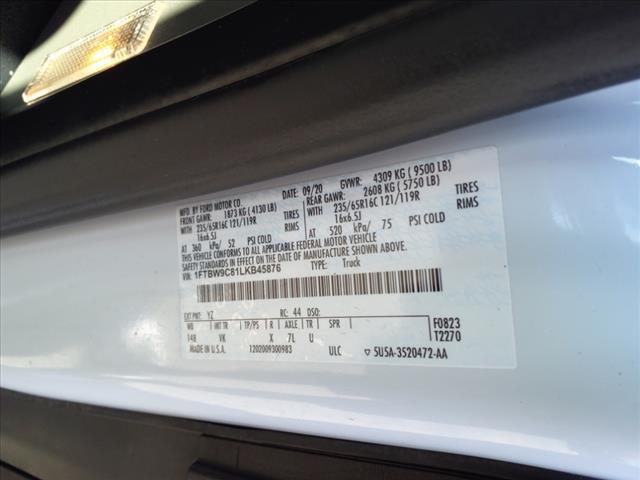 MFD. BY FORD MOTOR CO. DATE: 09/20 GVWR: 4309 KG ( 9500 LB)
FRONT GAWR: 1873 KG ( 4130 LB) REAR GAWR: 2608 KG ( 5750 LB)
WITH 235/65R16C 121/119R TIRES WITH 235/65R16C 121/119R TIRES
16x6.5J RIMS 16x6.5J RIMS
AT 360 kPa/ 52 PSI COLD AT 520 kPa/ 75 PSI COLD
THIS VEHICLE CONFORMS TO ALL APPLICABLE FEDERAL MOTOR VEHICLE
SAFETY STANDARDS IN EFFECT ON THE DATE OF MANUFACTURE SHOWN ABOVE.
VIN: 1FTBW9C81LKB45876 TYPE: Truck
EXT PNT: YZ RC: 44 DSO: F0823
WB INT TR TP/PS R AXLE TR SPR T2270
148 VK X 7L U
MADE IN U.S.A. 1202009300983 ULC 5U5A-3520472-AA